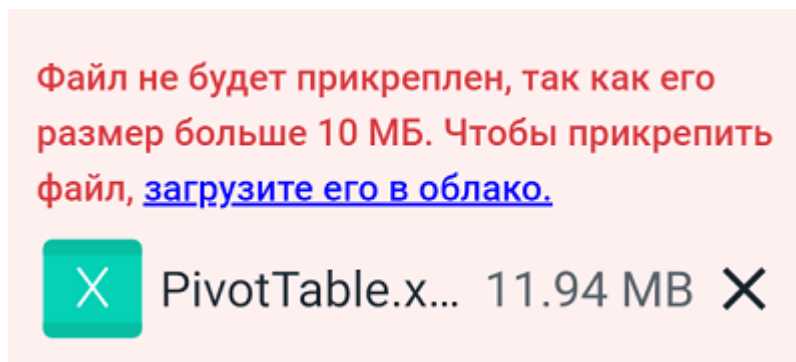 Файл не будет прикреплен, так как его
размер больше 10 МБ. Чтобы прикрепить
файл, загрузите его в облако.
X PivotTable.x... 11.94 MB